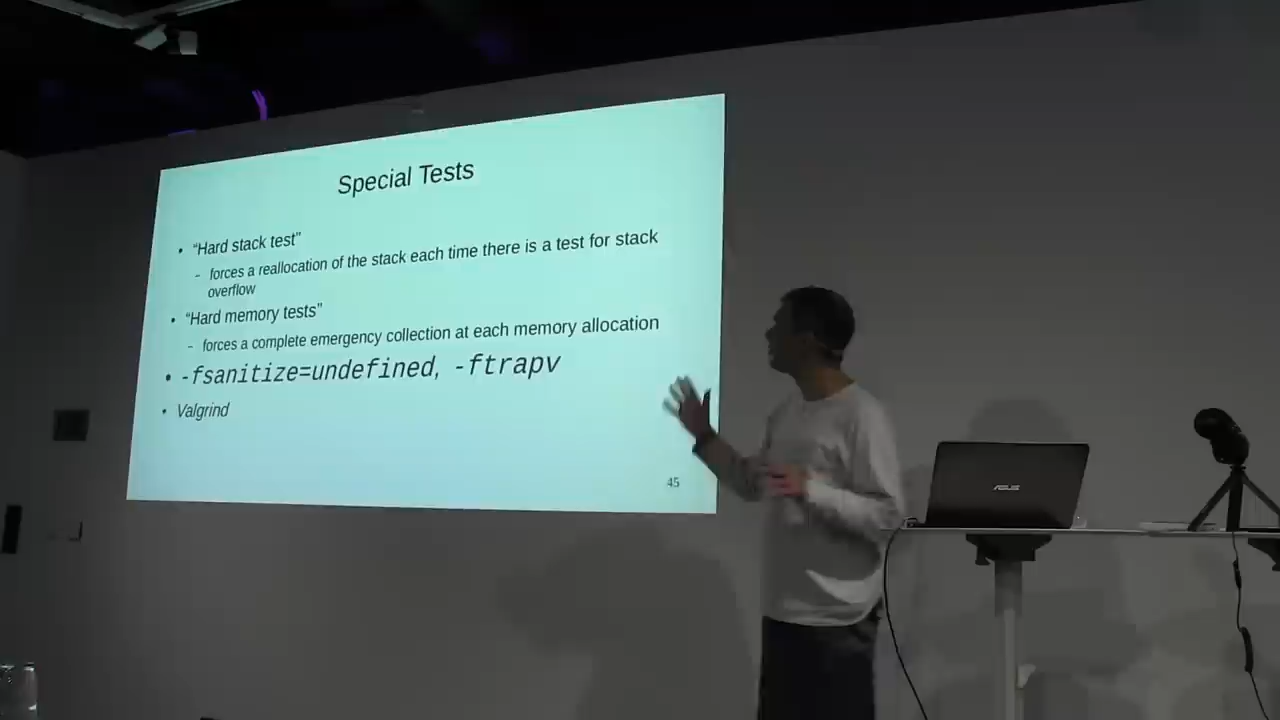 Special Tests
• “Hard stack test”
– forces a reallocation of the stack each time there is a test for stack
overflow
• “Hard memory tests”
– forces a complete emergency collection at each memory allocation
• -fsanitize=undefined, -ftrapv
• Valgrind
45
ASUS